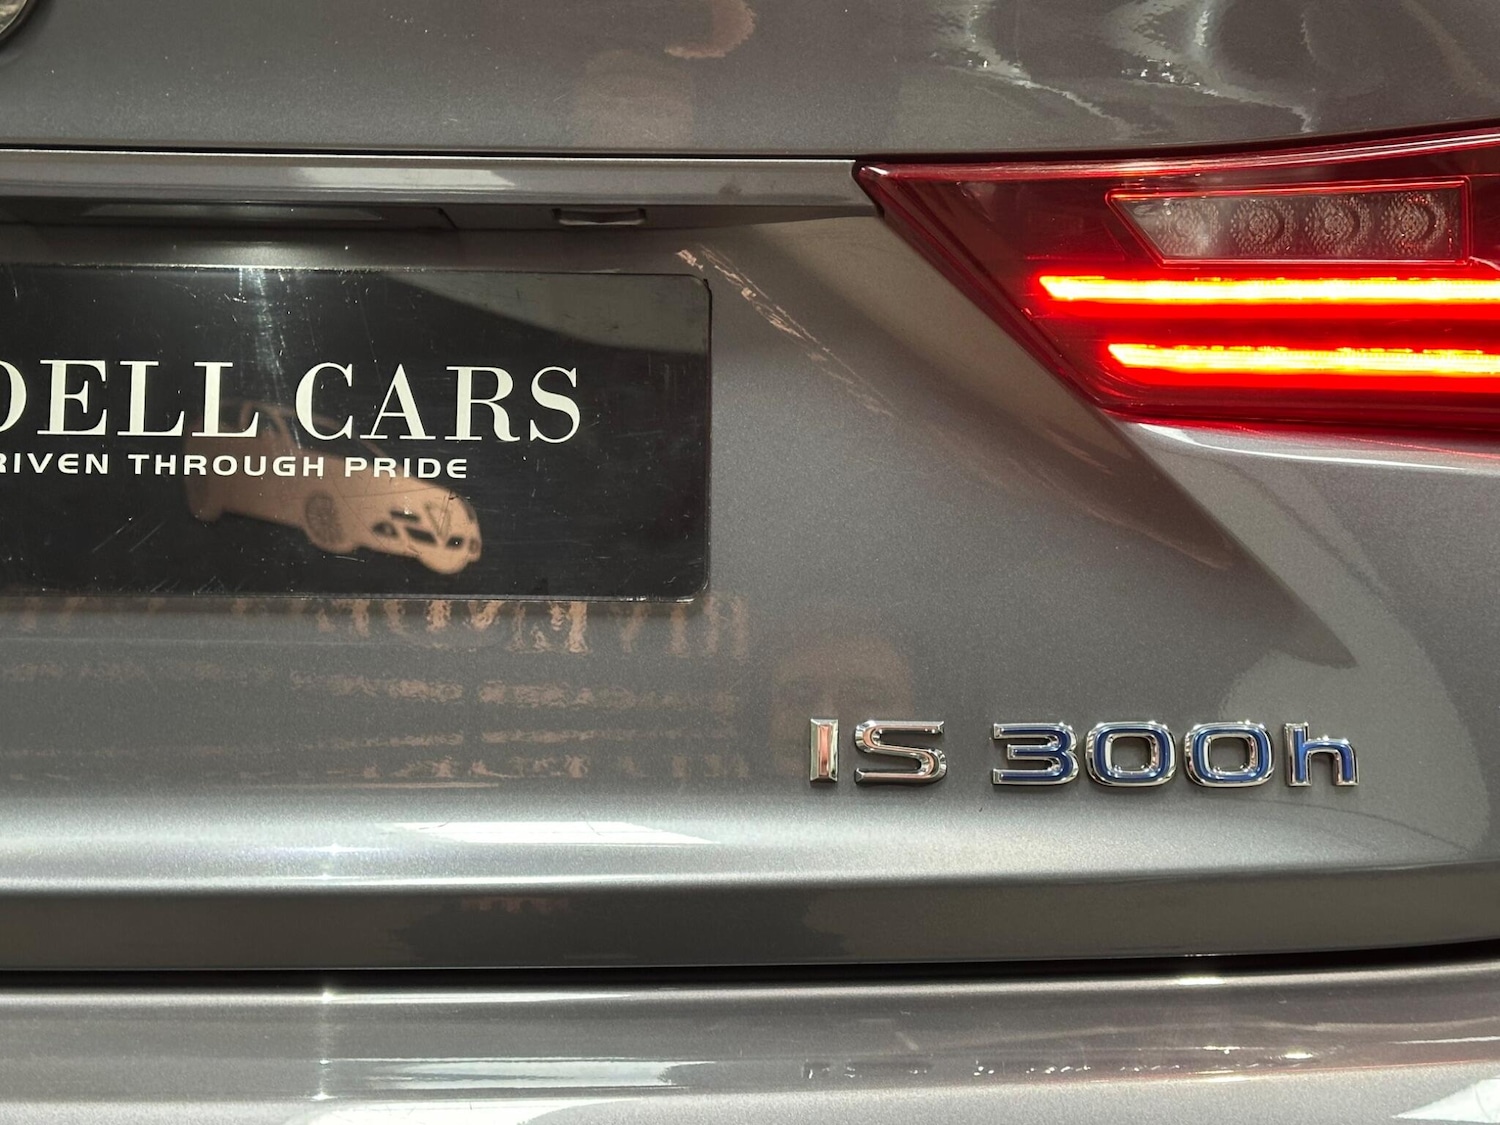 DELL CARS
RIVEN THROUGH PRIDE
IS 300h